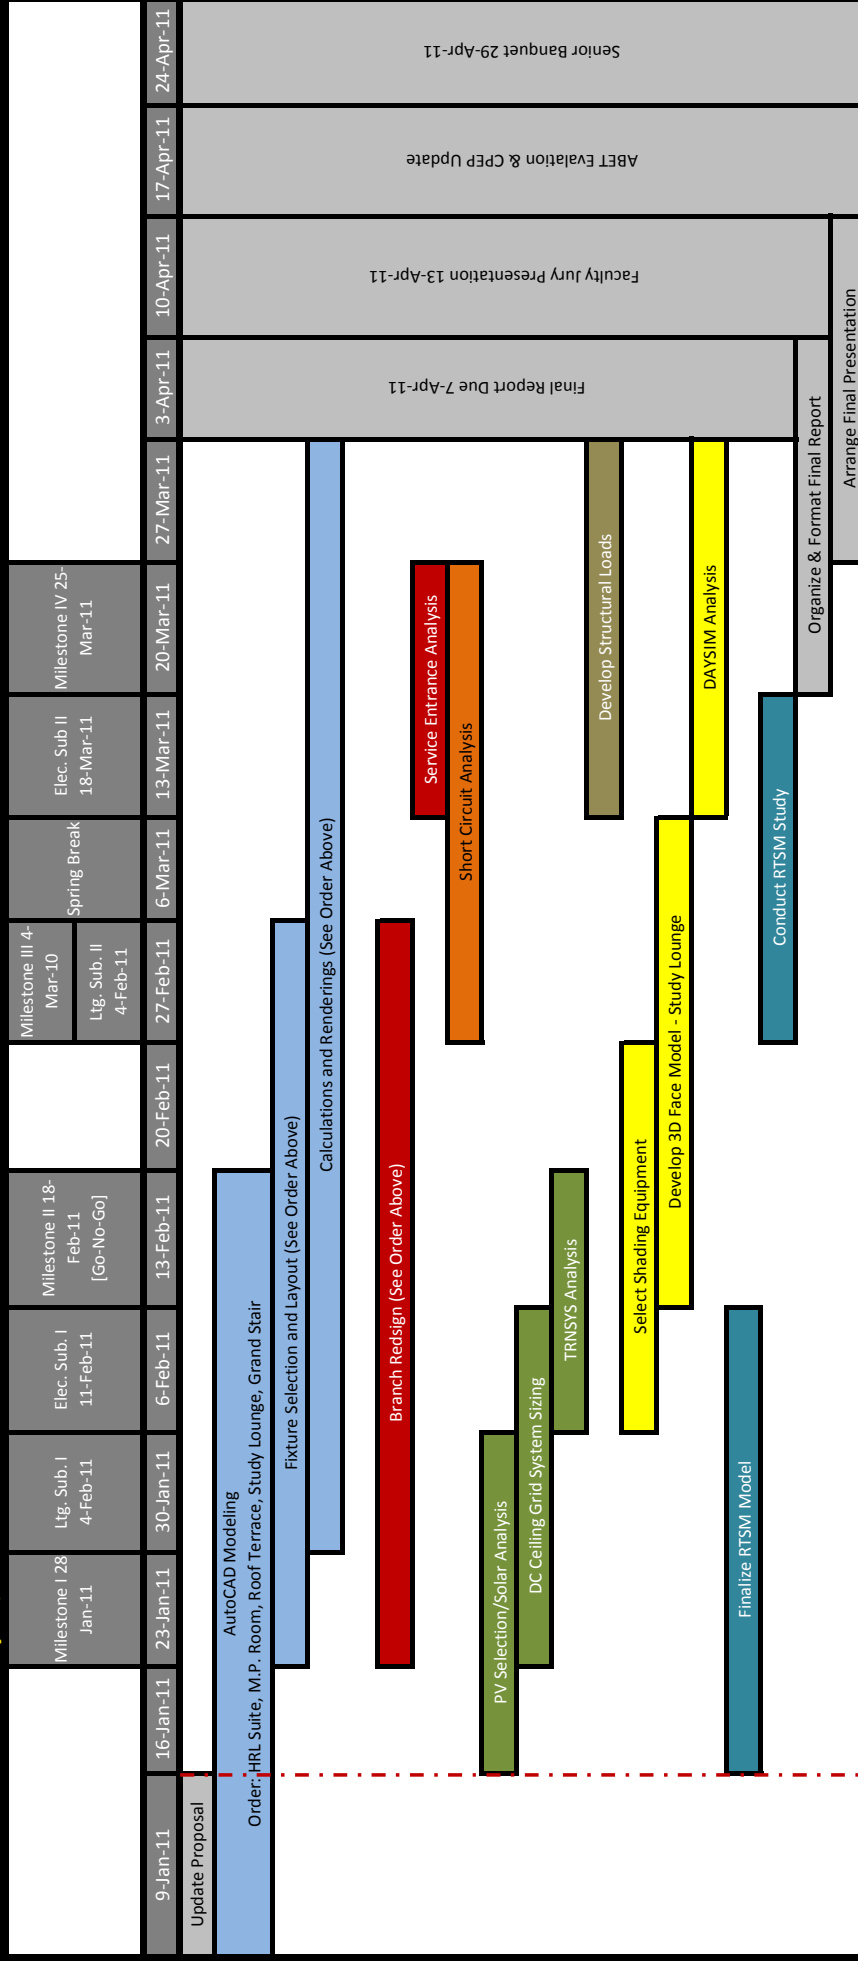 Milestone I 28
Jan-11
Ltg. Sub. I
4-Feb-11
Elec. Sub. I
11-Feb-11
Milestone II 18-
Feb-11
[Go-No-Go]
Milestone III 4-
Mar-10
Ltg. Sub. II
4-Feb-11
Spring Break
Elec. Sub II
18-Mar-11
Milestone IV 25-
Mar-11
9-Jan-11
16-Jan-11
23-Jan-11
30-Jan-11
6-Feb-11
13-Feb-11
20-Feb-11
27-Feb-11
6-Mar-11
13-Mar-11
20-Mar-11
27-Mar-11
3-Apr-11
10-Apr-11
17-Apr-11
24-Apr-11
Update Proposal
AutoCAD Modeling
Order: HRL Suite, M.P. Room, Roof Terrace, Study Lounge, Grand Stair
Fixture Selection and Layout (See Order Above)
Calculations and Renderings (See Order Above)
Branch Redsign (See Order Above)
Service Entrance Analysis
Short Circuit Analysis
PV Selection/Solar Analysis
DC Ceiling Grid System Sizing
TRNSYS Analysis
Develop Structural Loads
Select Shading Equipment
Develop 3D Face Model - Study Lounge
DAYSIM Analysis
Finalize RTSM Model
Conduct RTSM Study
Organize & Format Final Report
Arrange Final Presentation
Final Report Due 7-Apr-11
Faculty Jury Presentation 13-Apr-11
ABET Evalation & CPEP Update
Senior Banquet 29-Apr-11